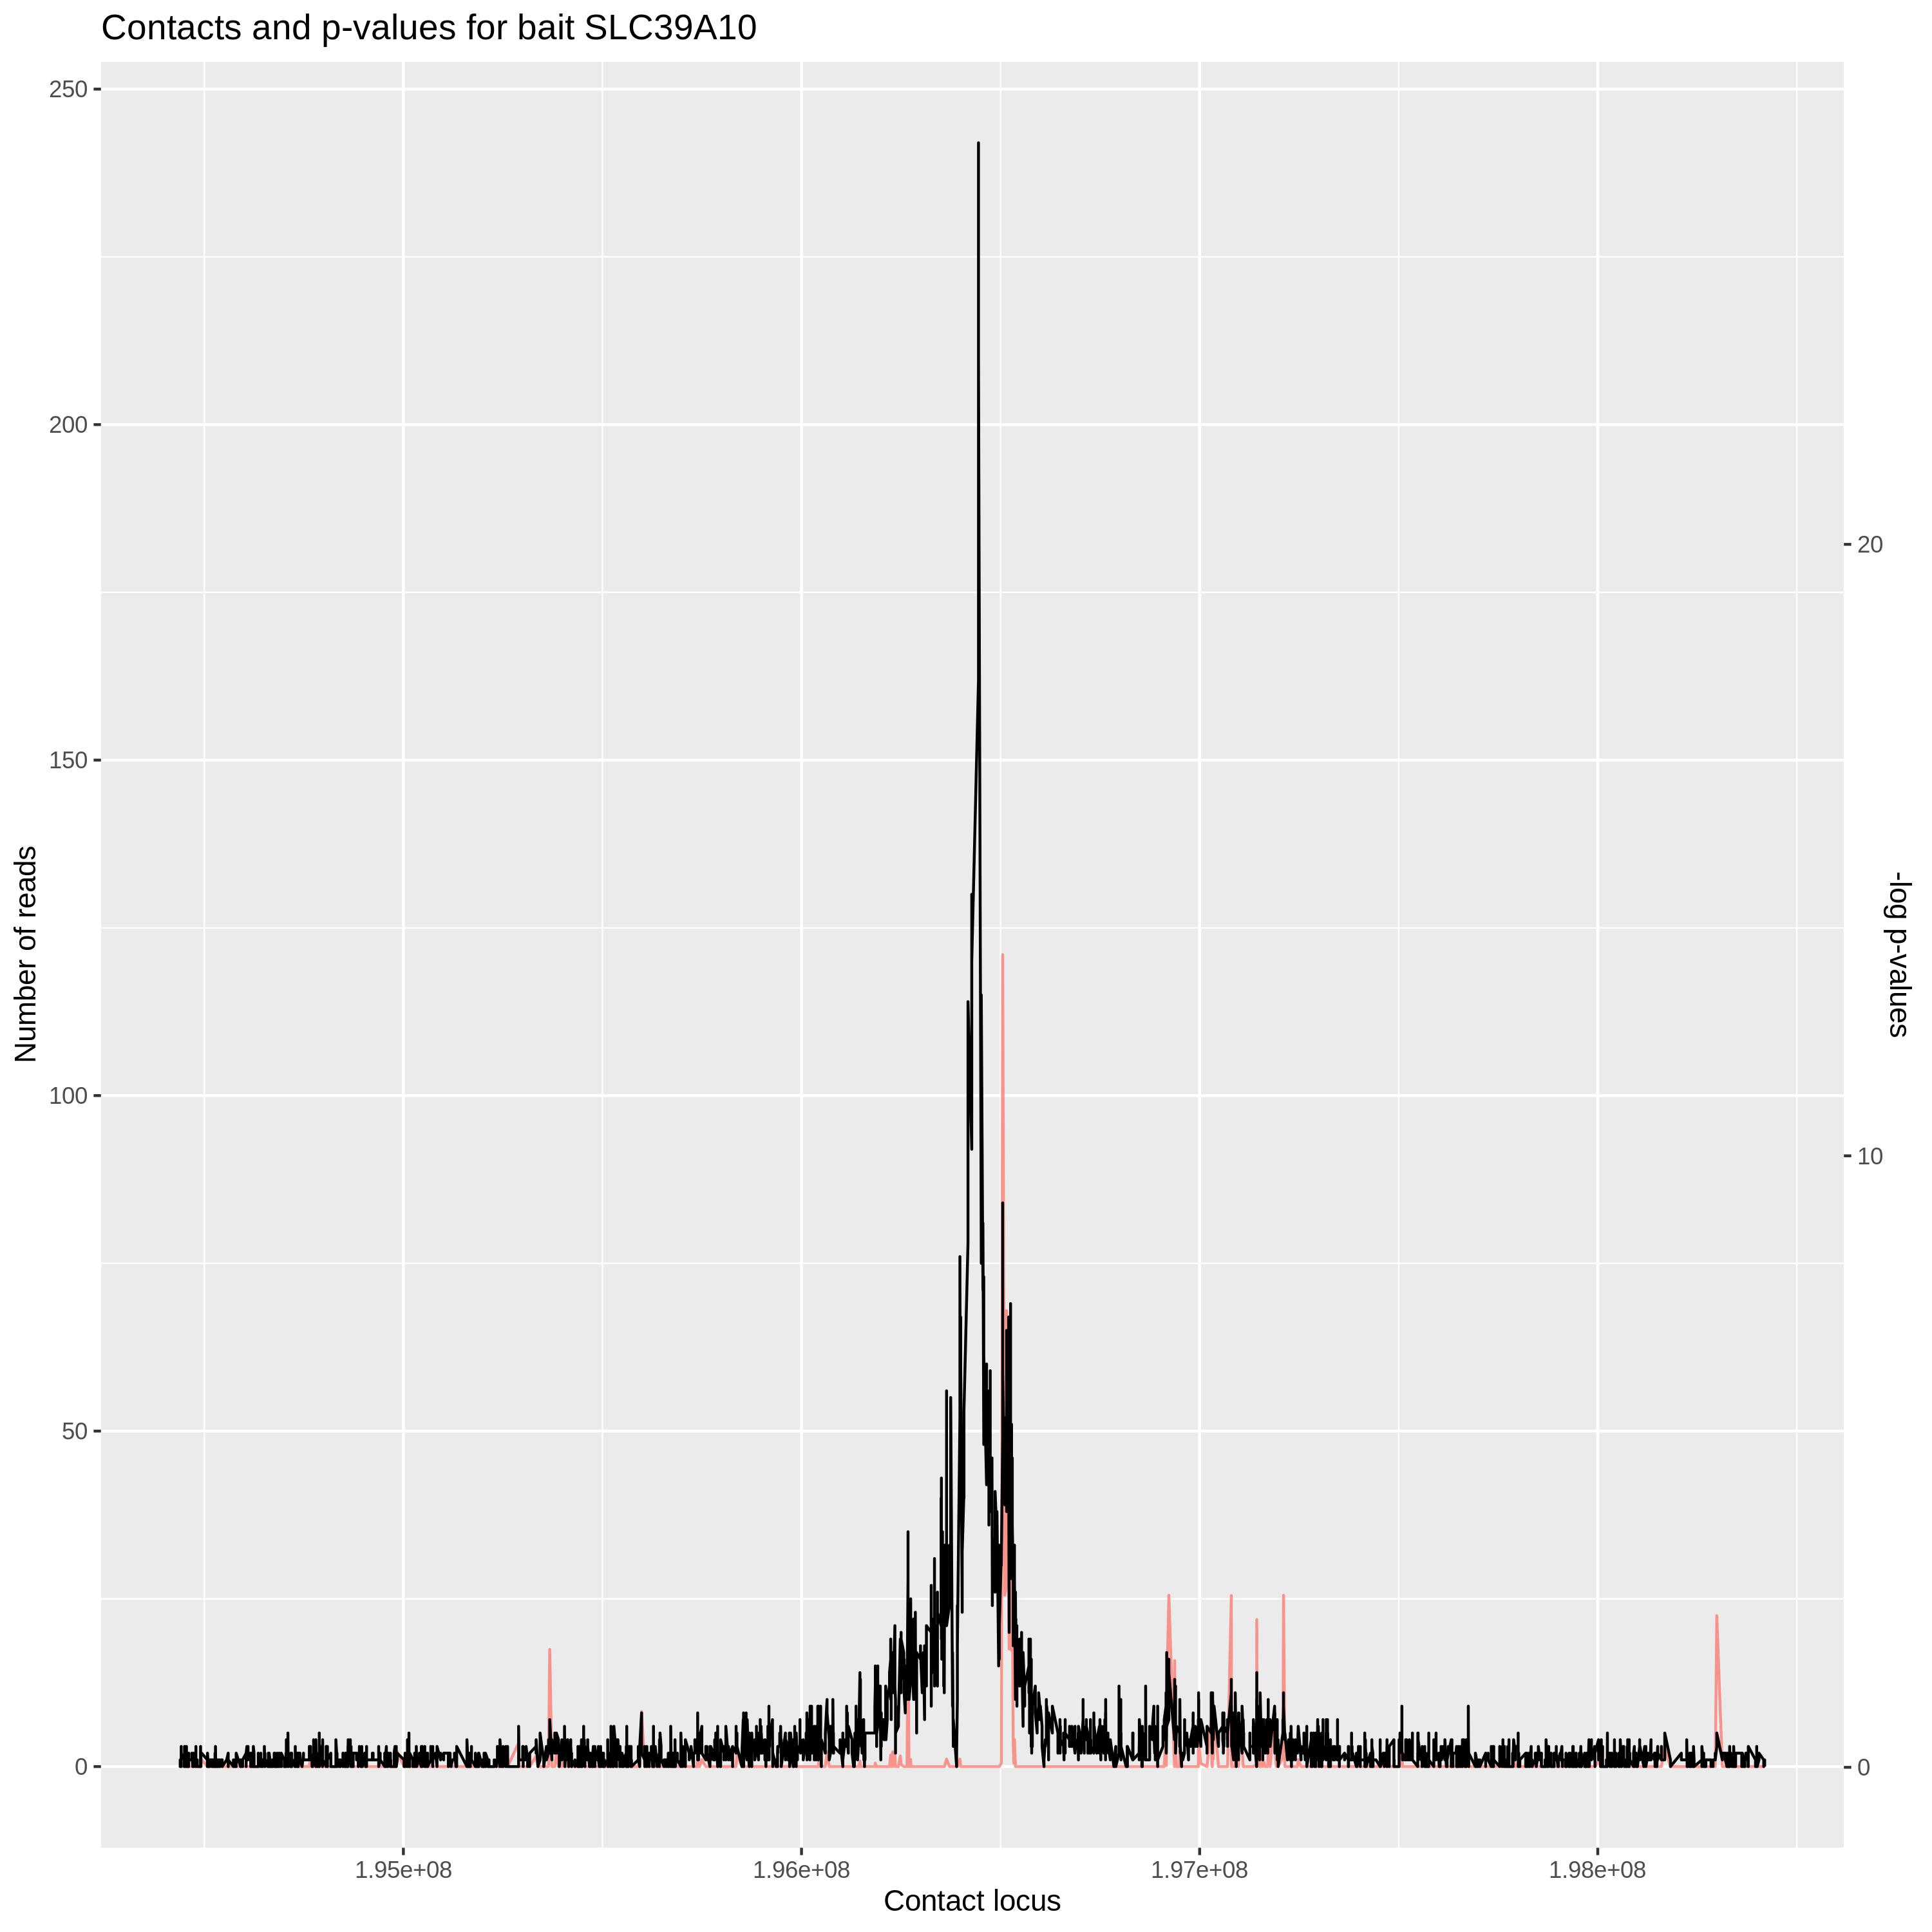 Contacts and p-values for bait SLC39A10
250
200
150
100
50
0
Number of reads
20
10
0
-log p-values
1.95e+08
1.96e+08
1.97e+08
1.98e+08
Contact locus